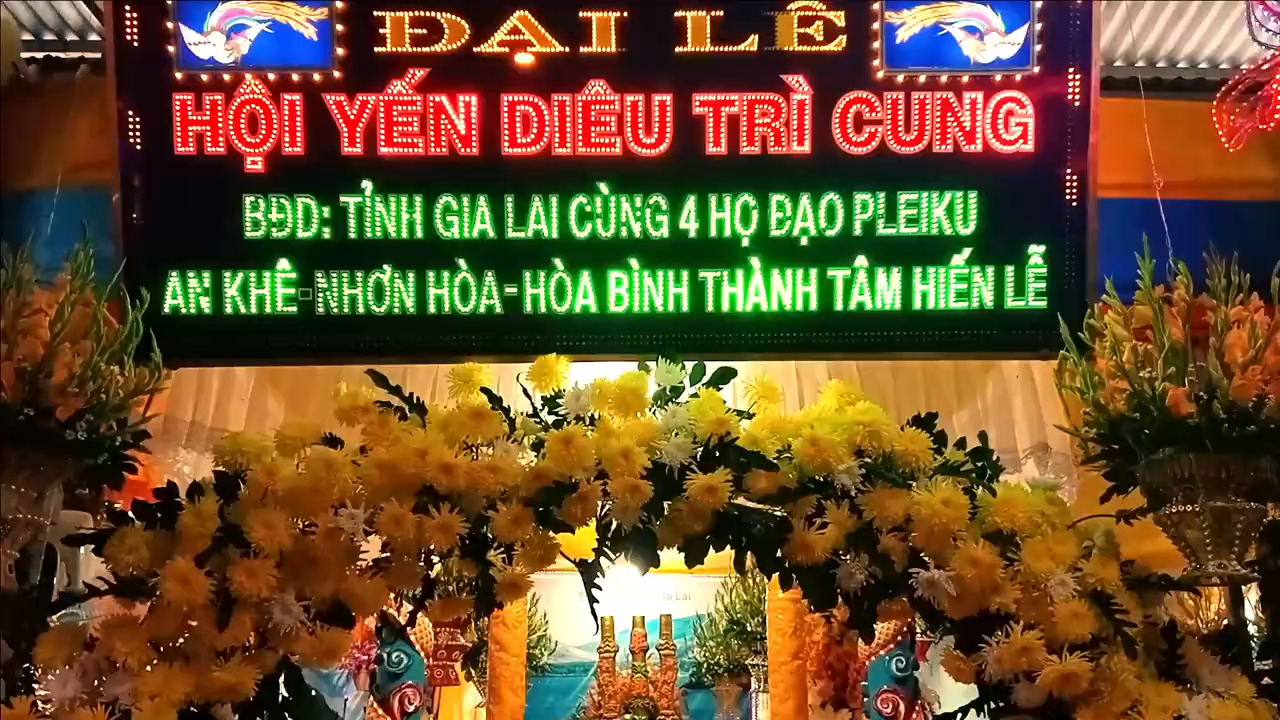 ĐẠI LỄ
HỘI YẾN DIÊU TRÌ CUNG
BĐD: TỈNH GIA LAI CÙNG 4 HỌ ĐẠO PLEIKU
AN KHÊ-NHƠN HÒA-HÒA BÌNH THÀNH TÂM HIẾN LỄ